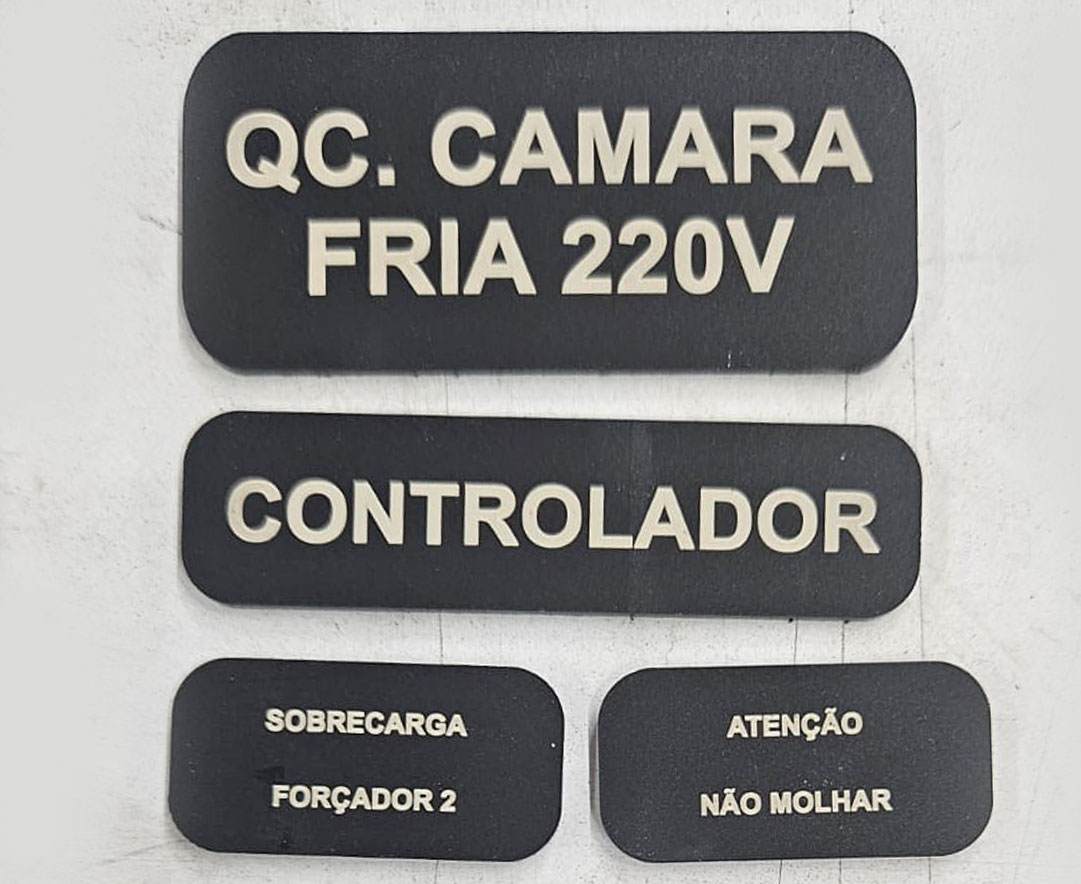 QC. CAMARA
FRIA 220V
CONTROLADOR
SOBRECARGA
FORÇADOR 2
ATENÇÃO
NÃO MOLHAR